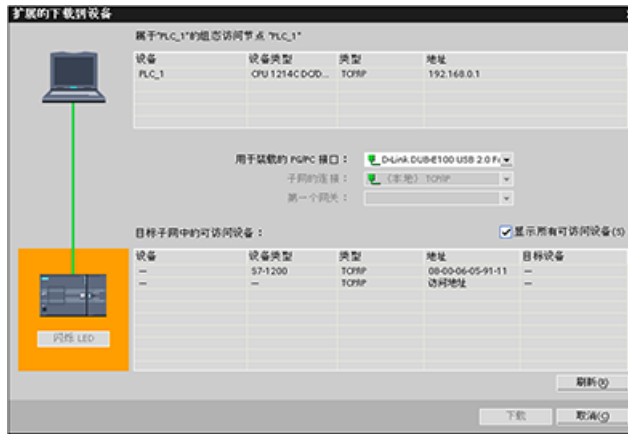 扩展的下载到设备
属于"PLC_1"的组态访问节点 "PLC_1"
设备 设备类型 类型 地址
PLC_1 CPU 1214C DC/D... TCP/IP 192.168.0.1
用于装载的 PG/PC 接口：
D-Link DUB-E100 USB 2.0 Fa
子网的连接： （本地） TCP/IP
第一个网关：
目标子网中的可访问设备： 显示所有可访问设备(S)
设备 设备类型 类型 地址 目标设备
— S7-1200 TCP/IP 08-00-06-05-91-11 —
— — TCP/IP 访问地址 —
闪烁 LED
刷新(R)
下载 取消(C)